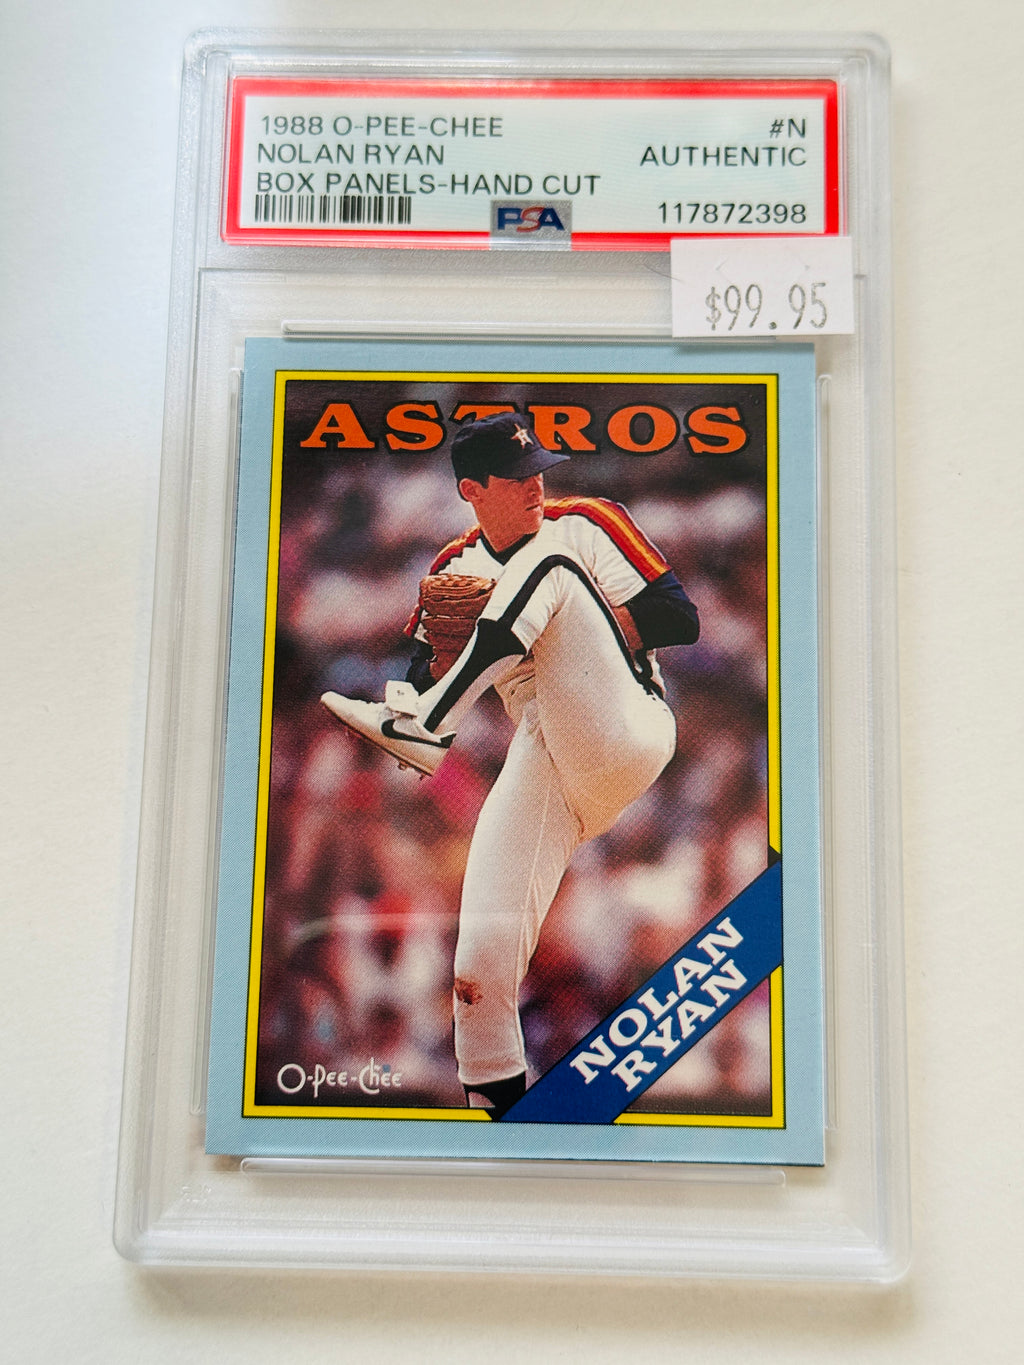 1988 O-PEE-CHEE #N
NOLAN RYAN AUTHENTIC
BOX PANELS-HAND CUT
PSA 117872398
$99.95
ASTROS
NOLAN
RYAN
O-Pee-Chee